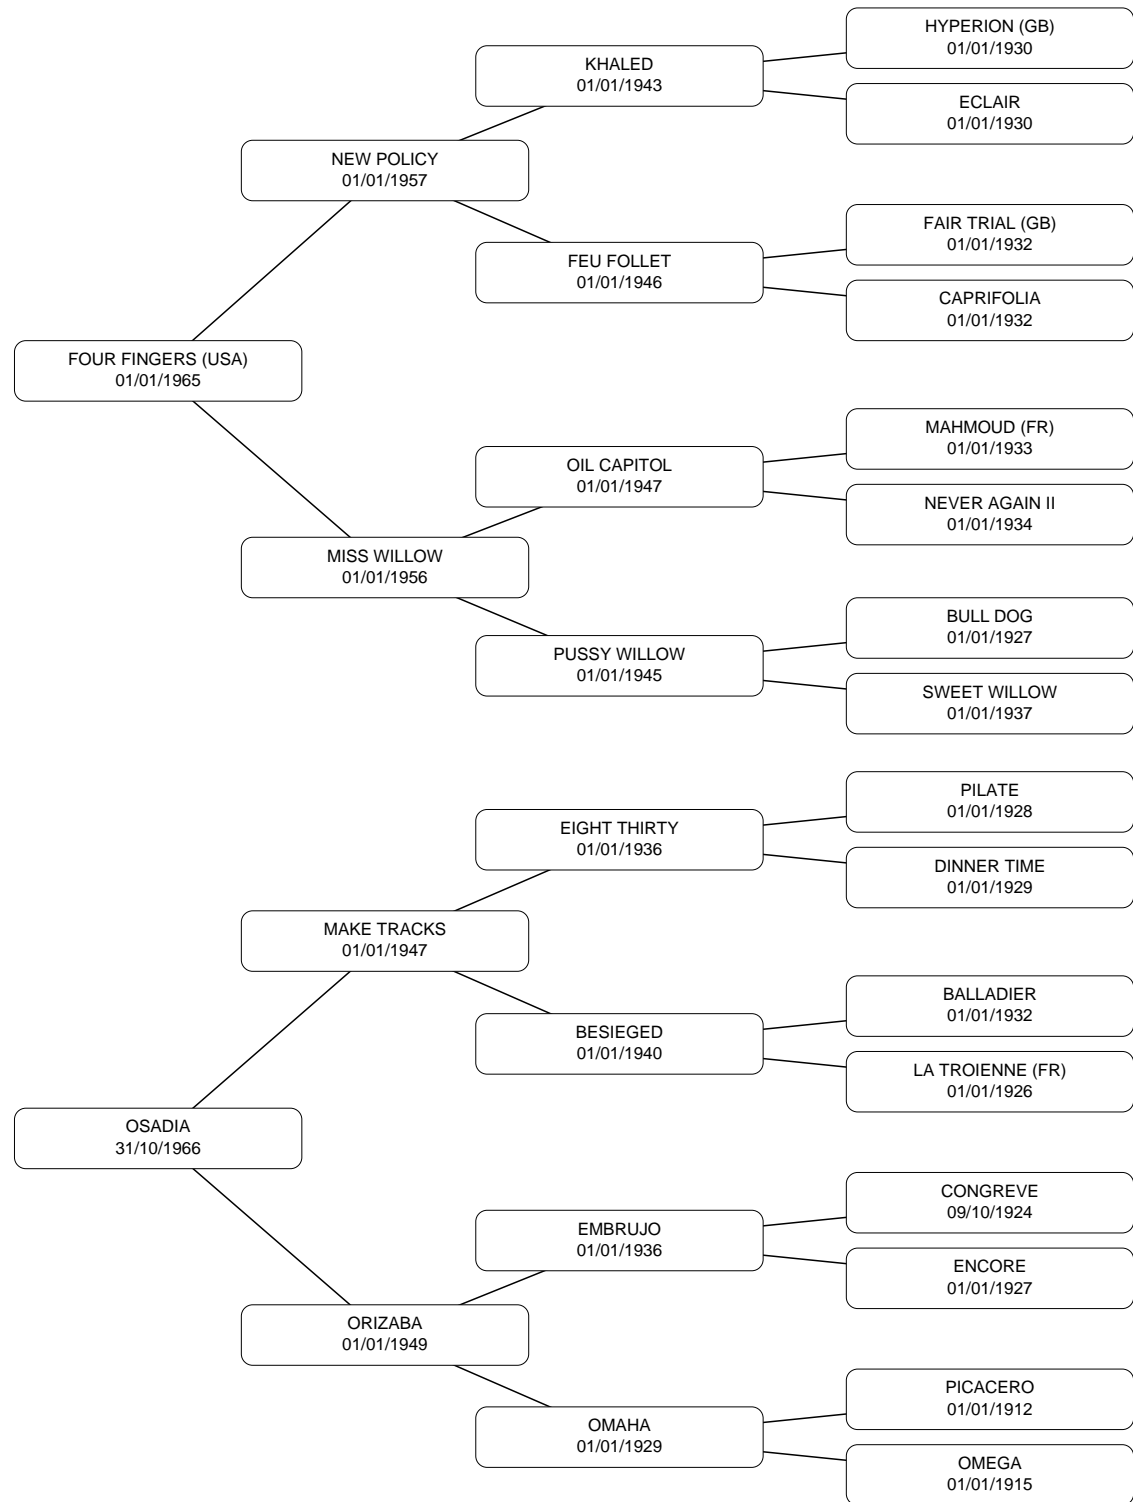 HYPERION (GB)
01/01/1930
KHALED
01/01/1943
ECLAIR
01/01/1930
NEW POLICY
01/01/1957
FAIR TRIAL (GB)
01/01/1932
FEU FOLLET
01/01/1946
CAPRIFOLIA
01/01/1932
FOUR FINGERS (USA)
01/01/1965
MAHMOUD (FR)
01/01/1933
OIL CAPITOL
01/01/1947
NEVER AGAIN II
01/01/1934
MISS WILLOW
01/01/1956
BULL DOG
01/01/1927
PUSSY WILLOW
01/01/1945
SWEET WILLOW
01/01/1937
PILATE
01/01/1928
EIGHT THIRTY
01/01/1936
DINNER TIME
01/01/1929
MAKE TRACKS
01/01/1947
BALLADIER
01/01/1932
BESIEGED
01/01/1940
LA TROIENNE (FR)
01/01/1926
OSADIA
31/10/1966
CONGREVE
09/10/1924
EMBRUJO
01/01/1936
ENCORE
01/01/1927
ORIZABA
01/01/1949
PICACERO
01/01/1912
OMAHA
01/01/1929
OMEGA
01/01/1915